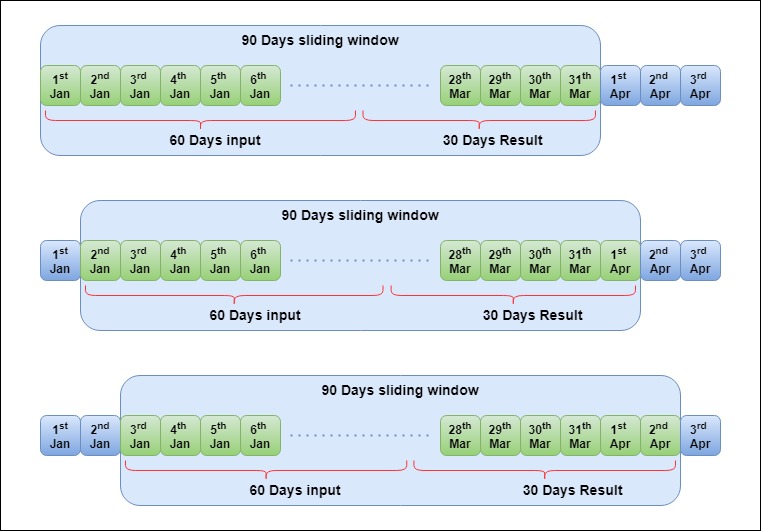 90 Days sliding window
1st 2nd 3rd 4th 5th 6th 28th 29th 30th 31th 1st 2nd 3rd
Jan Jan Jan Jan Jan Jan Mar Mar Mar Mar Apr Apr Apr
60 Days input 30 Days Result
90 Days sliding window
1st 2nd 3rd 4th 5th 6th 28th 29th 30th 31th 1st 2nd 3rd
Jan Jan Jan Jan Jan Jan Mar Mar Mar Mar Apr Apr Apr
60 Days input 30 Days Result
90 Days sliding window
1st 2nd 3rd 4th 5th 6th 28th 29th 30th 31th 1st 2nd 3rd
Jan Jan Jan Jan Jan Jan Mar Mar Mar Mar Apr Apr Apr
60 Days input 30 Days Result